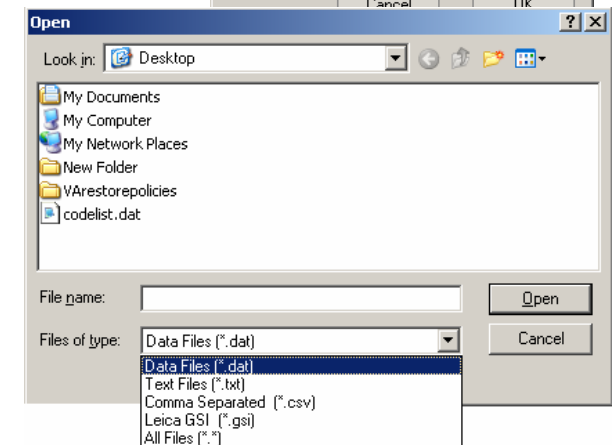 Cancel OK
Open
Look in: Desktop
My Documents
My Computer
My Network Places
New Folder
VArestorepolicies
codelist.dat
File name: Open
Files of type: Data Files (*.dat) Cancel
Data Files (*.dat)
Text Files (*.txt)
Comma Separated (*.csv)
Leica GSI (*.gsi)
All Files (*.*)